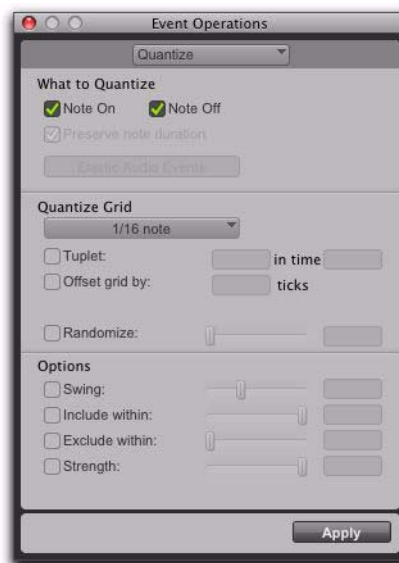 Event Operations
Quantize
What to Quantize
Note On Note Off
Preserve note duration
Elastic Audio Events
Quantize Grid
1/16 note
Tuplet: in time
Offset grid by: ticks
Randomize:
Options
Swing:
Include within:
Exclude within:
Strength:
Apply